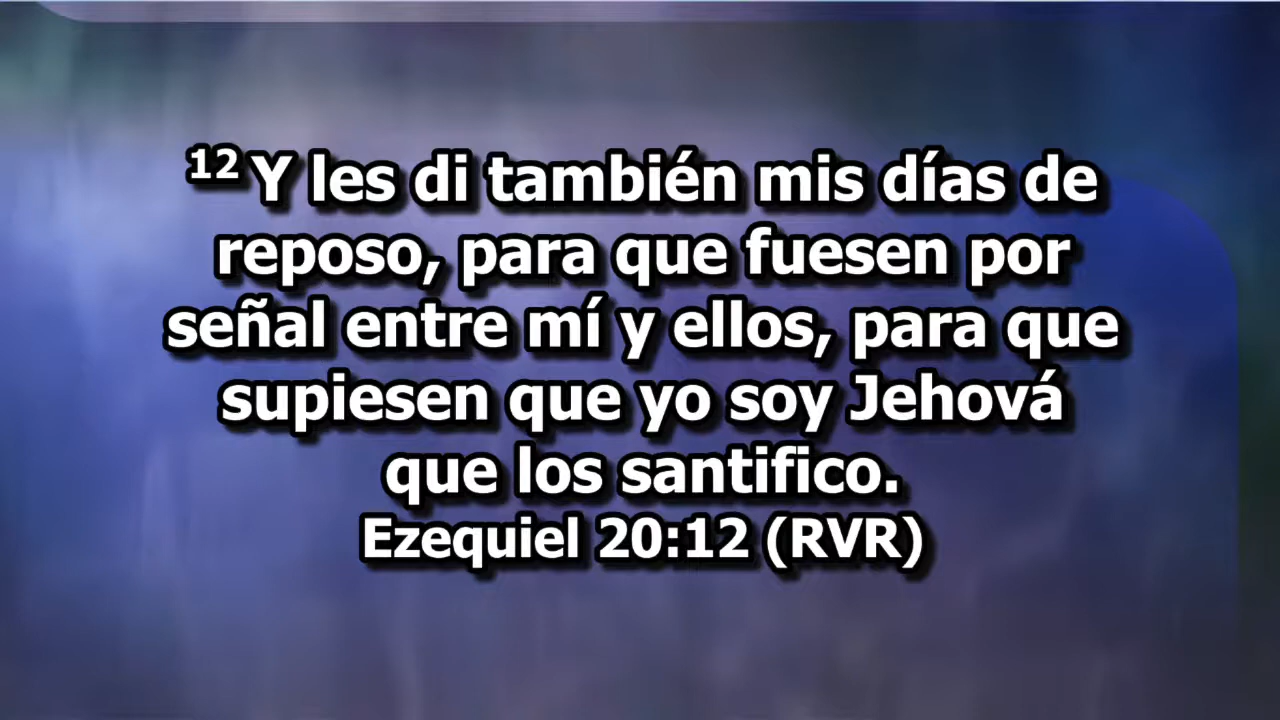 12 Y les di también mis días de
reposo, para que fuesen por
señal entre mí y ellos, para que
supiesen que yo soy Jehová
que los santifico.
Ezequiel 20:12 (RVR)